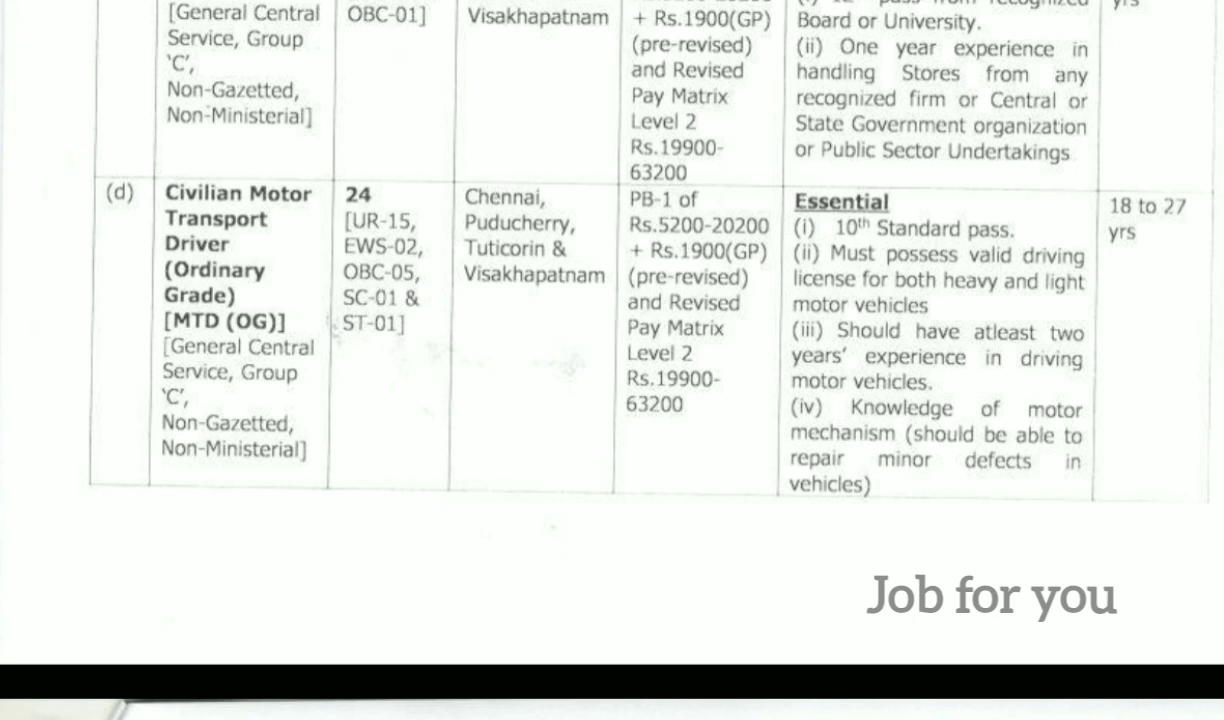 [General Central
Service, Group
'C',
Non-Gazetted,
Non-Ministerial]
OBC-01]
Visakhapatnam
+ Rs.1900(GP)
(pre-revised)
and Revised
Pay Matrix
Level 2
Rs.19900-
63200
Board or University.
(ii) One year experience in
handling Stores from any
recognized firm or Central or
State Government organization
or Public Sector Undertakings
yrs
(d)
Civilian Motor
Transport
Driver
(Ordinary
Grade)
[MTD (OG)]
[General Central
Service, Group
'C',
Non-Gazetted,
Non-Ministerial]
24
[UR-15,
EWS-02,
OBC-05,
SC-01 &
ST-01]
Chennai,
Puducherry,
Tuticorin &
Visakhapatnam
PB-1 of
Rs.5200-20200
+ Rs.1900(GP)
(pre-revised)
and Revised
Pay Matrix
Level 2
Rs.19900-
63200
Essential
(i) 10th Standard pass.
(ii) Must possess valid driving
license for both heavy and light
motor vehicles
(iii) Should have atleast two
years' experience in driving
motor vehicles.
(iv) Knowledge of motor
mechanism (should be able to
repair minor defects in
vehicles)
18 to 27
yrs
Job for you